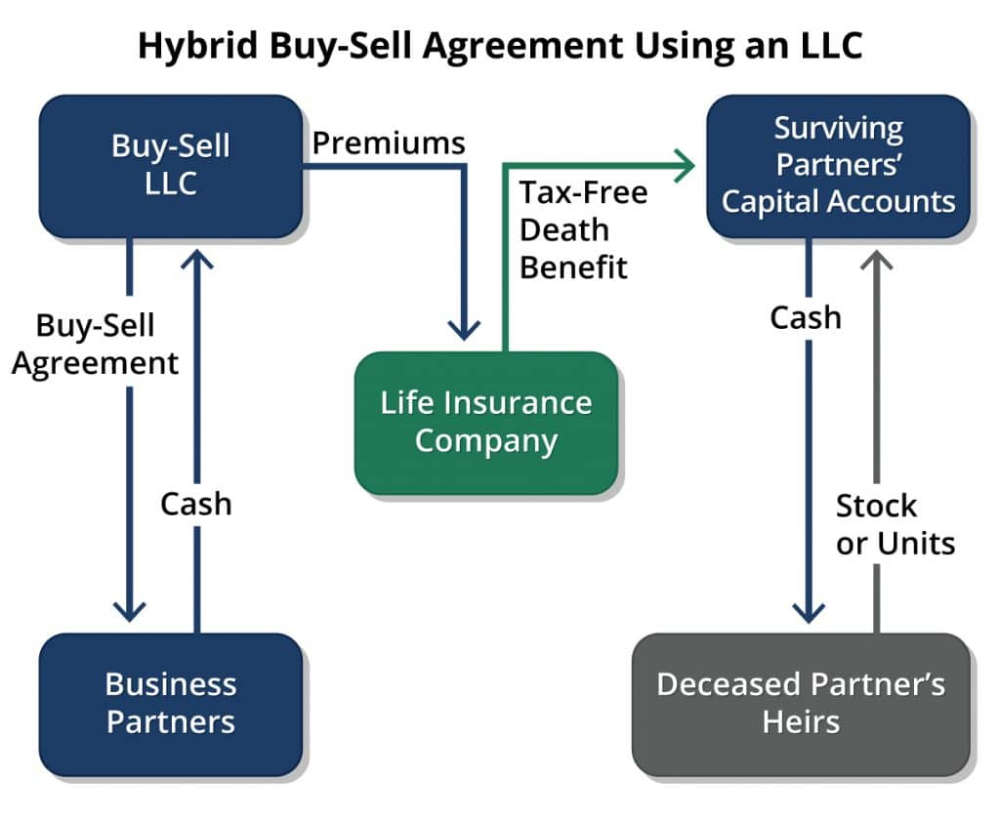 Hybrid Buy-Sell Agreement Using an LLC
Buy-Sell
LLC
Premiums
Tax-Free
Death
Benefit
Surviving
Partners’
Capital Accounts
Buy-Sell
Agreement
Cash
Life Insurance
Company
Cash
Stock
or Units
Business
Partners
Deceased Partner’s
Heirs